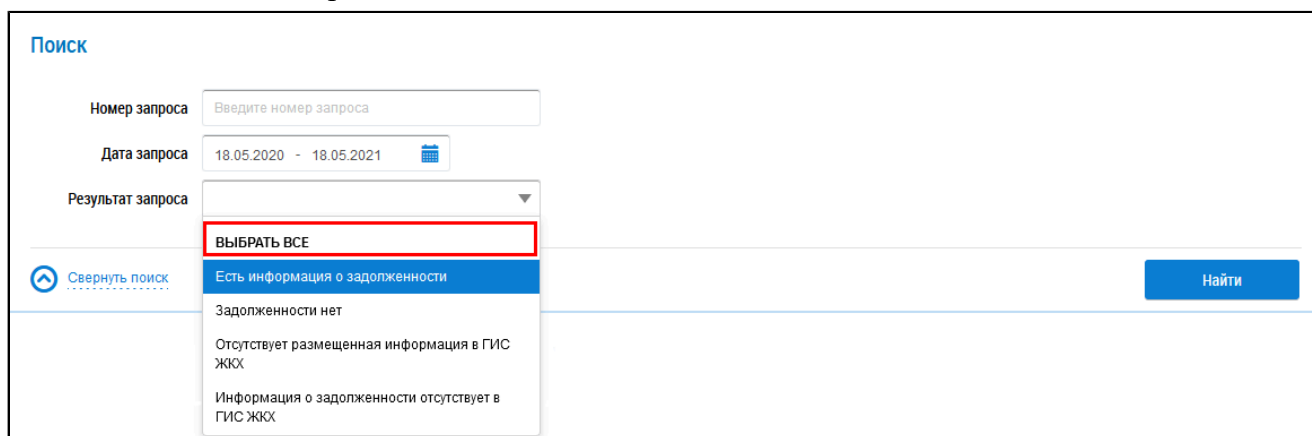 Поиск
Номер запроса Введите номер запроса
Дата запроса 18.05.2020 - 18.05.2021
Результат запроса
ВЫБРАТЬ ВСЕ
Свернуть поиск Есть информация о задолженности Найти
Задолженности нет
Отсутствует размещенная информация в ГИС
ЖКХ
Информация о задолженности отсутствует в
ГИС ЖКХ